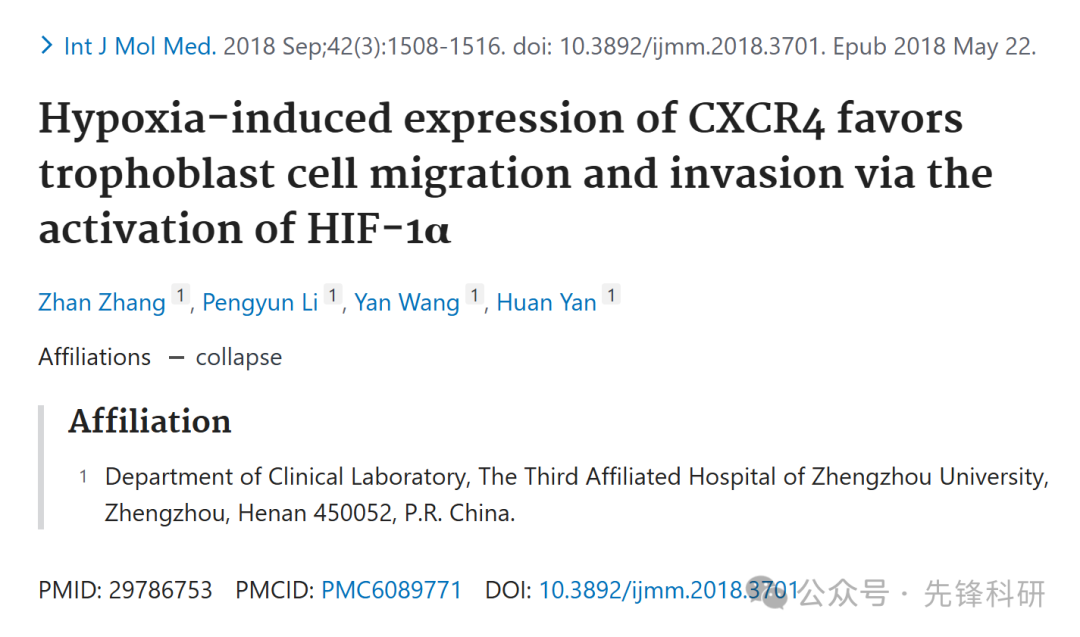 > Int J Mol Med. 2018 Sep;42(3):1508-1516. doi: 10.3892/ijmm.2018.3701. Epub 2018 May 22.
Hypoxia-induced expression of CXCR4 favors
trophoblast cell migration and invasion via the
activation of HIF-1α
Zhan Zhang 1, Pengyun Li 1, Yan Wang 1, Huan Yan 1
Affiliations — collapse
Affiliation
1 Department of Clinical Laboratory, The Third Affiliated Hospital of Zhengzhou University,
Zhengzhou, Henan 450052, P.R. China.
PMID: 29786753 PMCID: PMC6089771 DOI: 10.3892/ijmm.2018.3701
公众号 · 先锋科研